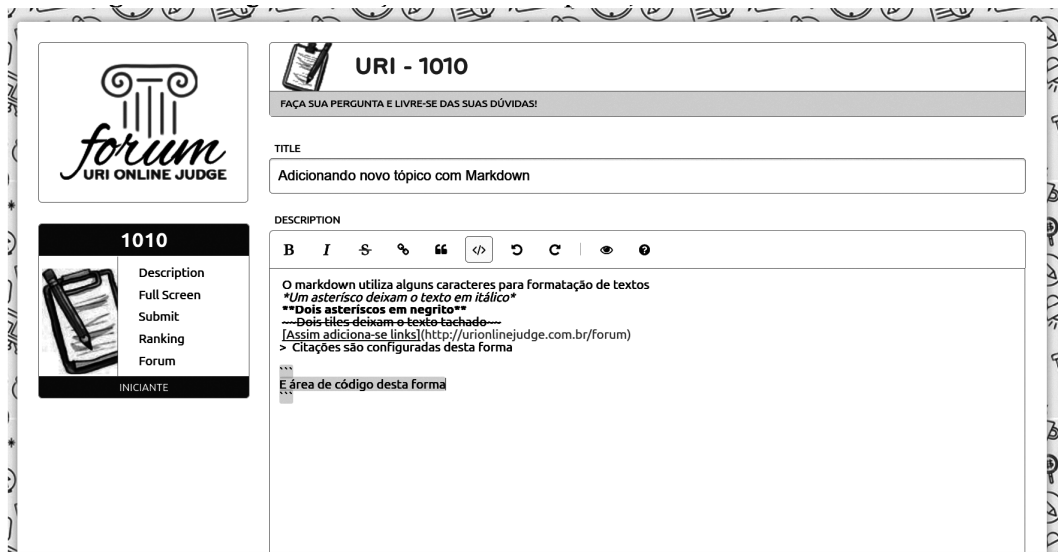 forum
URI ONLINE JUDGE
1010
Description
Full Screen
Submit
Ranking
Forum
INICIANTE
URI - 1010
FAÇA SUA PERGUNTA E LIVRE-SE DAS SUAS DÚVIDAS!
TITLE
Adicionando novo tópico com Markdown
DESCRIPTION
B I S
O markdown utiliza alguns caracteres para formatação de textos
*Um asterísco deixam o texto em itálico*
**Dois asteríscos em negrito**
~~Dois tiles deixam o texto tachado~~
[Assim adiciona-se links](http://urionlinejudge.com.br/forum)
> Citações são configuradas desta forma
```
E área de código desta forma
```